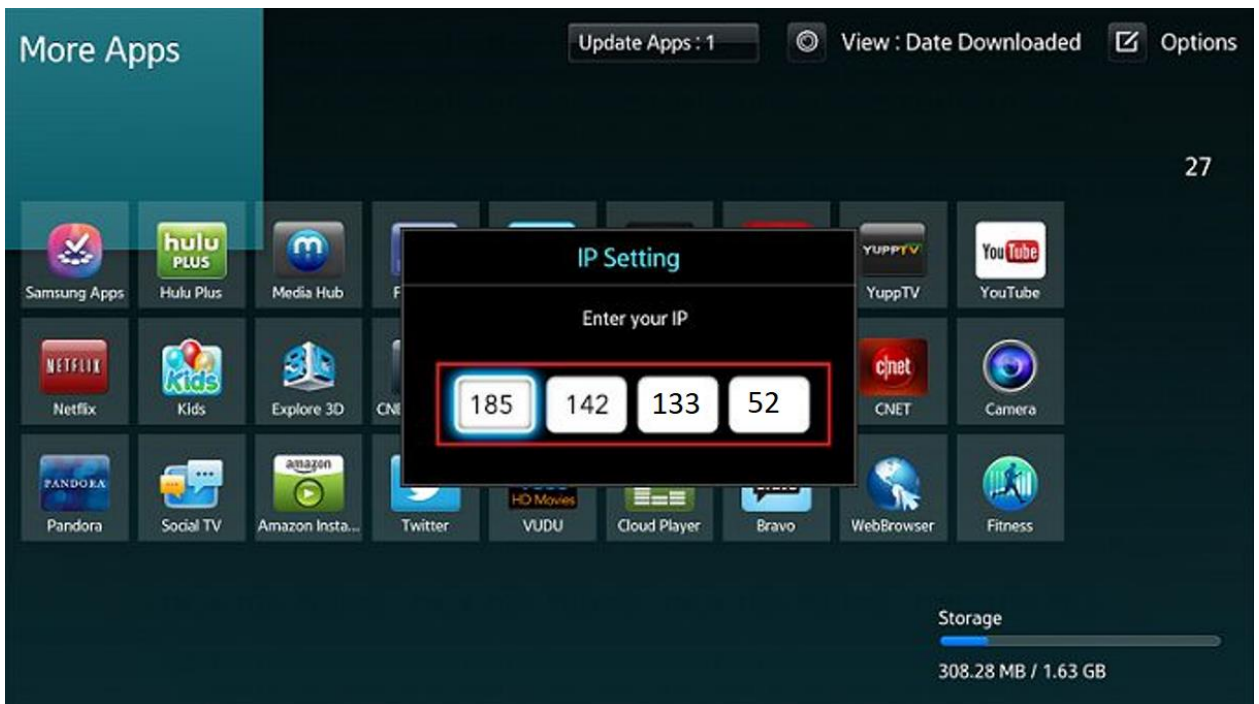 More Apps
Update Apps : 1
View : Date Downloaded
Options
27
hulu
PLUS
YUPPTV
You Tube
Samsung Apps
Hulu Plus
Media Hub
F
YuppTV
YouTube
IP Setting
Enter your IP
185 142 133 52
NETFLIX
Kids
3D
c|net
Netflix
Kids
Explore 3D
CNE
CNET
Camera
PANDORA
amazon
HD Movies
Pandora
Social TV
Amazon Insta...
Twitter
VUDU
Cloud Player
Bravo
WebBrowser
Fitness
Storage
308.28 MB / 1.63 GB